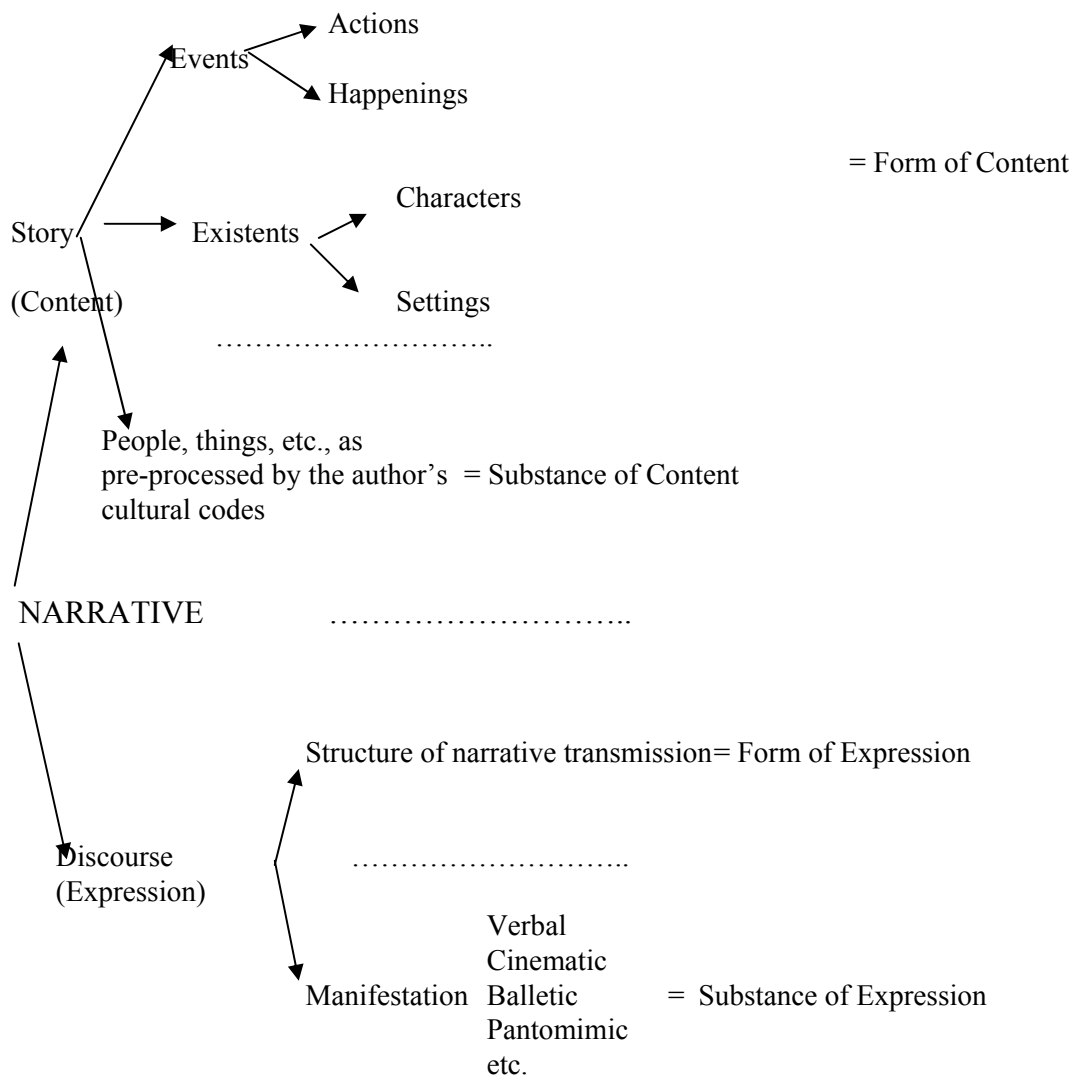 Actions
Events
Happenings
= Form of Content
Characters
Story
Existents
(Content)
Settings
………………………..
People, things, etc., as
pre-processed by the author’s = Substance of Content
cultural codes
NARRATIVE
…………………………..
Structure of narrative transmission= Form of Expression
Discourse
………………………..
(Expression)
Verbal
Cinematic
Manifestation Balletic = Substance of Expression
Pantomimic
etc.